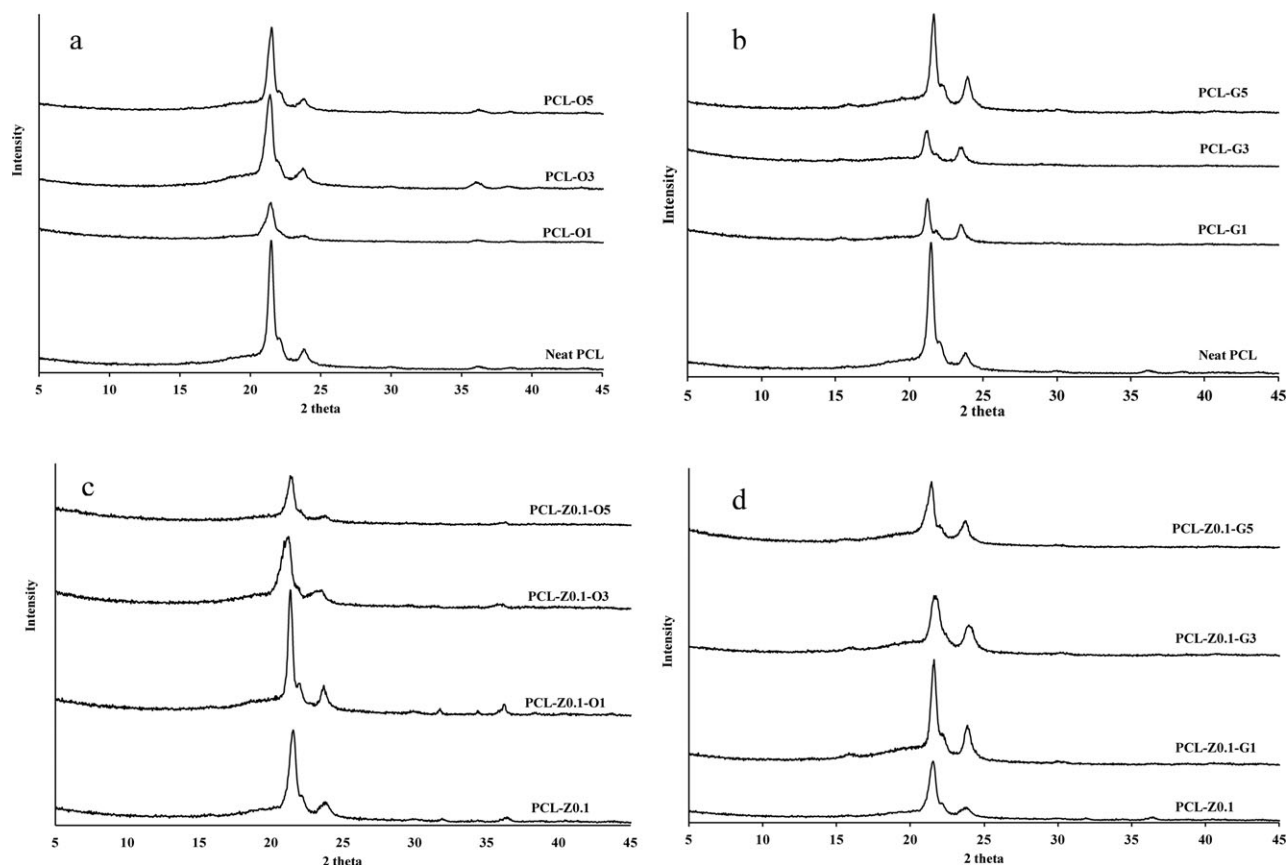 a
PCL-O5
PCL-O3
PCL-O1
Neat PCL
Intensity
5 10 15 20 25 30 35 40 45
2 theta
b
PCL-G5
PCL-G3
PCL-G1
Neat PCL
Intensity
5 10 15 20 25 30 35 40 45
2 theta
c
PCL-Z0.1-O5
PCL-Z0.1-O3
PCL-Z0.1-O1
PCL-Z0.1
Intensity
5 10 15 20 25 30 35 40 45
2 theta
d
PCL-Z0.1-G5
PCL-Z0.1-G3
PCL-Z0.1-G1
PCL-Z0.1
Intensity
5 10 15 20 25 30 35 40 45
2 theta